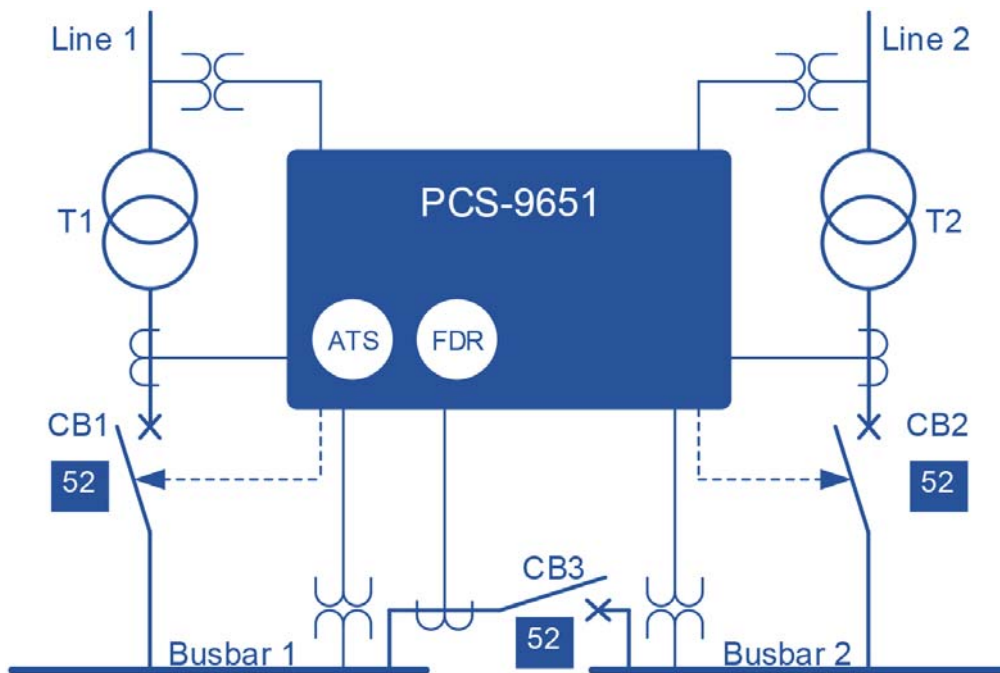 Line 1
Line 2
PCS-9651
T1
T2
ATS
FDR
CB1
CB2
52
52
CB3
52
Busbar 1
Busbar 2